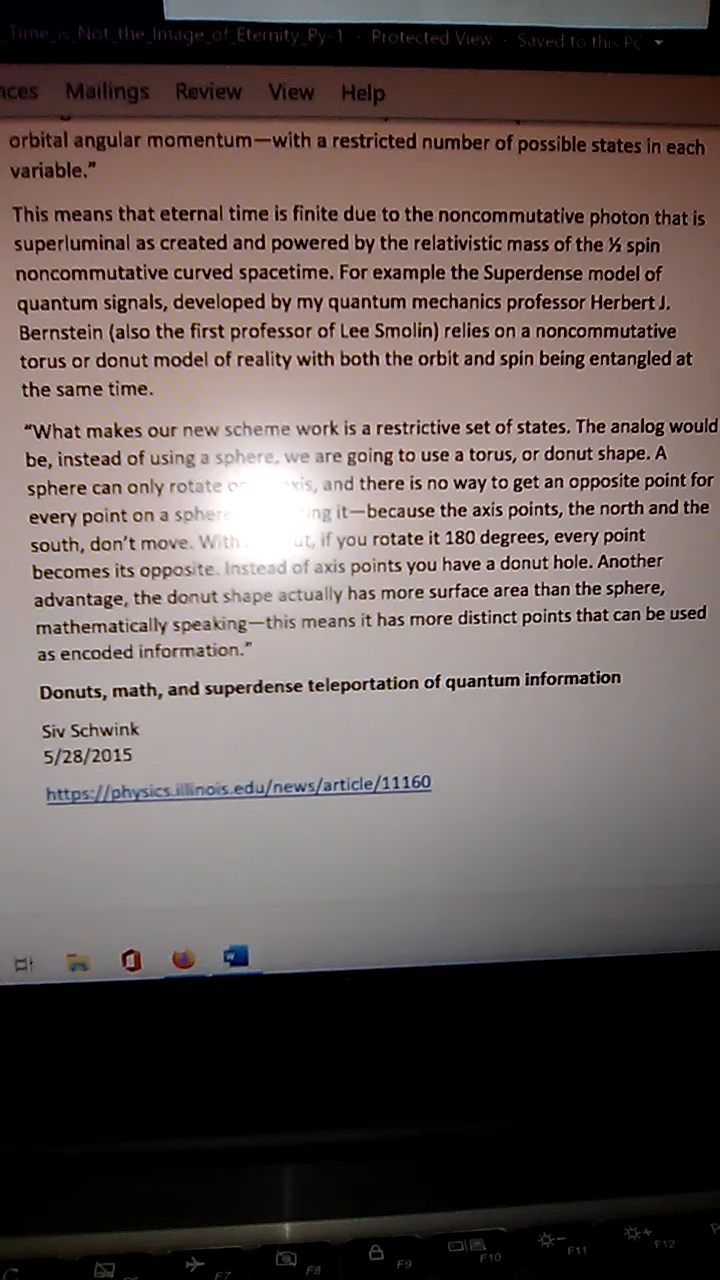 _Time_is_Not_the_Image_of_Eternity_Py-1 - Protected View - Saved to this PC
nces Mailings Review View Help
orbital angular momentum—with a restricted number of possible states in each
variable.”
This means that eternal time is finite due to the noncommutative photon that is
superluminal as created and powered by the relativistic mass of the ½ spin
noncommutative curved spacetime. For example the Superdense model of
quantum signals, developed by my quantum mechanics professor Herbert J.
Bernstein (also the first professor of Lee Smolin) relies on a noncommutative
torus or donut model of reality with both the orbit and spin being entangled at
the same time.
“What makes our new scheme work is a restrictive set of states. The analog would
be, instead of using a sphere, we are going to use a torus, or donut shape. A
sphere can only rotate and there is no way to get an opposite point for
every point on a sphere it—because the axis points, the north and the
south, don’t move. With if you rotate it 180 degrees, every point
becomes its opposite. Instead of axis points you have a donut hole. Another
advantage, the donut shape actually has more surface area than the sphere,
mathematically speaking—this means it has more distinct points that can be used
as encoded information.”
Donuts, math, and superdense teleportation of quantum information
Siv Schwink
5/28/2015
https://physics.illinois.edu/news/article/11160
F7 F8 F9 F10 F11 F12